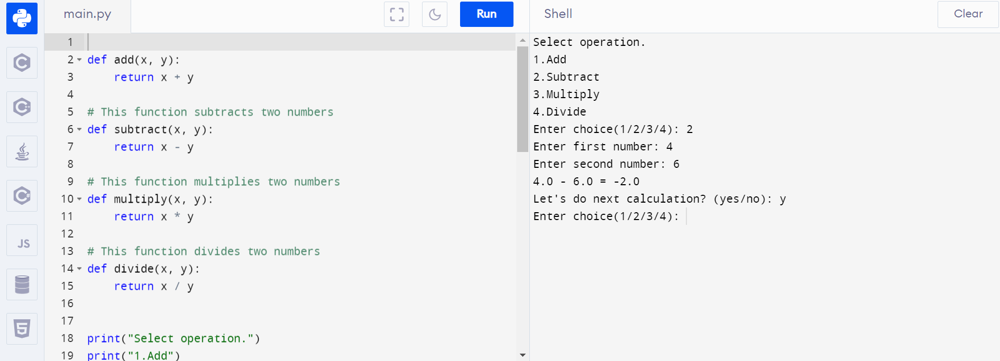 main.py
Run
Shell
Clear
1
2 def add(x, y):
3 return x + y
4
5 # This function subtracts two numbers
6 def subtract(x, y):
7 return x - y
8
9 # This function multiplies two numbers
10 def multiply(x, y):
11 return x * y
12
13 # This function divides two numbers
14 def divide(x, y):
15 return x / y
16
17
18 print("Select operation.")
19 print("1.Add")
Select operation.
1.Add
2.Subtract
3.Multiply
4.Divide
Enter choice(1/2/3/4): 2
Enter first number: 4
Enter second number: 6
4.0 - 6.0 = -2.0
Let's do next calculation? (yes/no): y
Enter choice(1/2/3/4):
C
C++
C#
JS
5